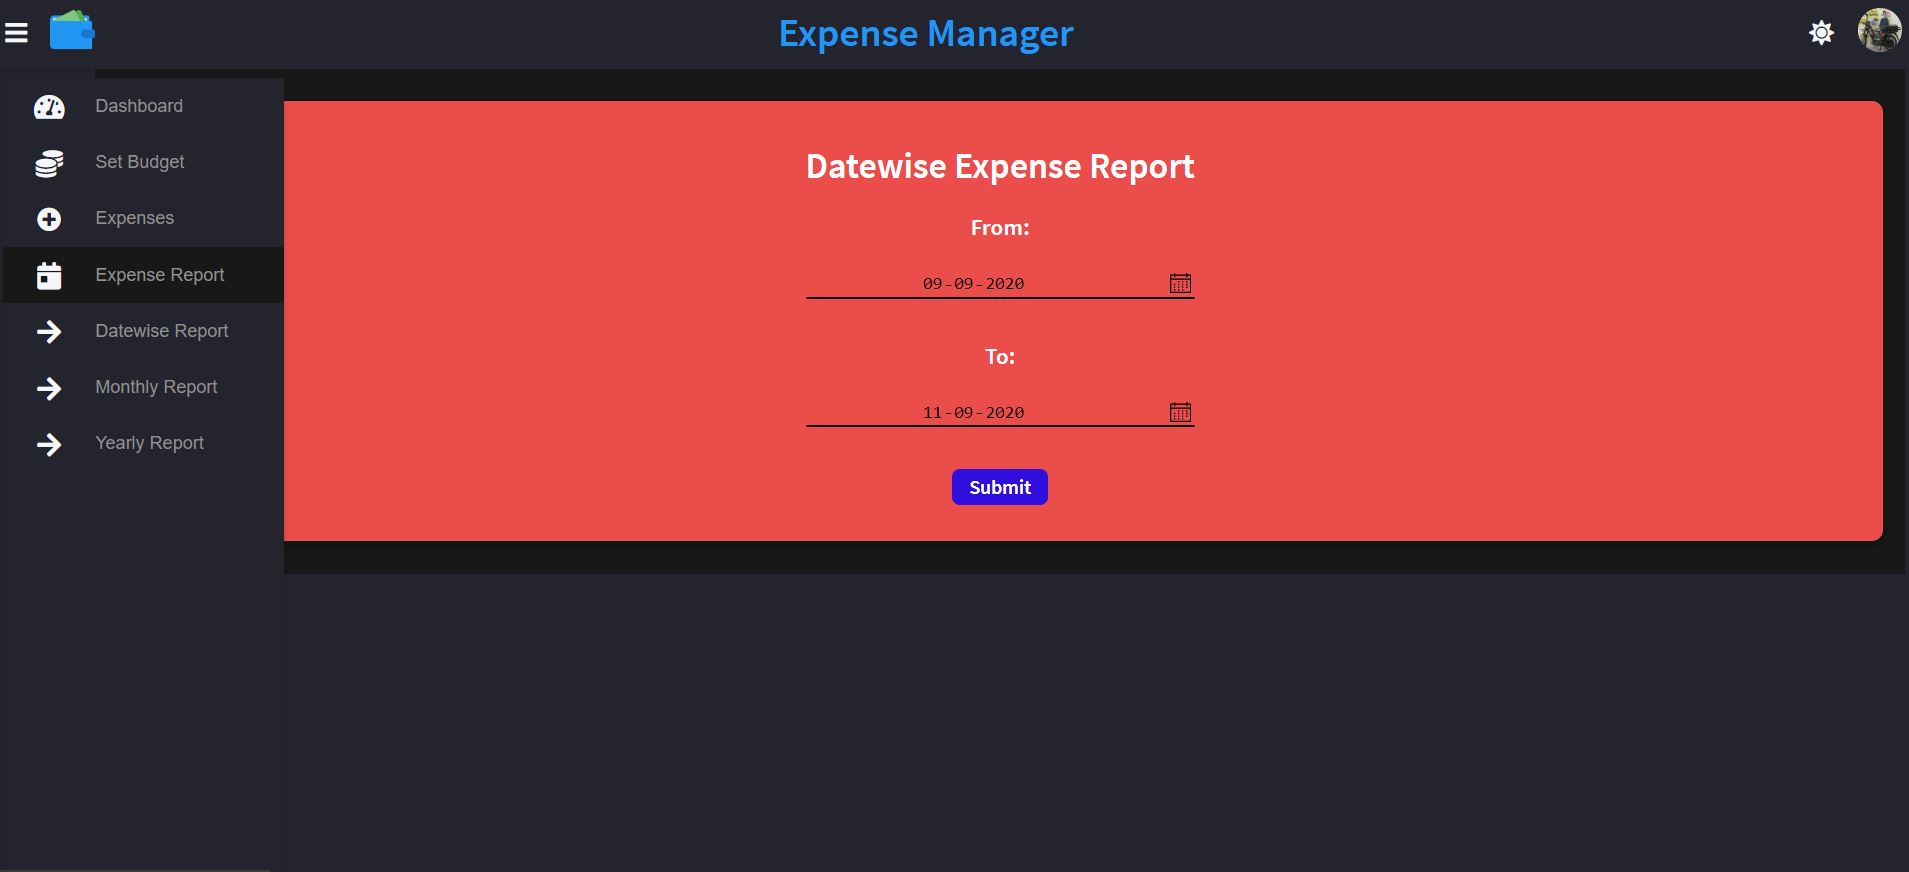 Expense Manager
Dashboard
Set Budget
Expenses
Expense Report
Datewise Report
Monthly Report
Yearly Report
Datewise Expense Report
From:
09-09-2020
To:
11-09-2020
Submit